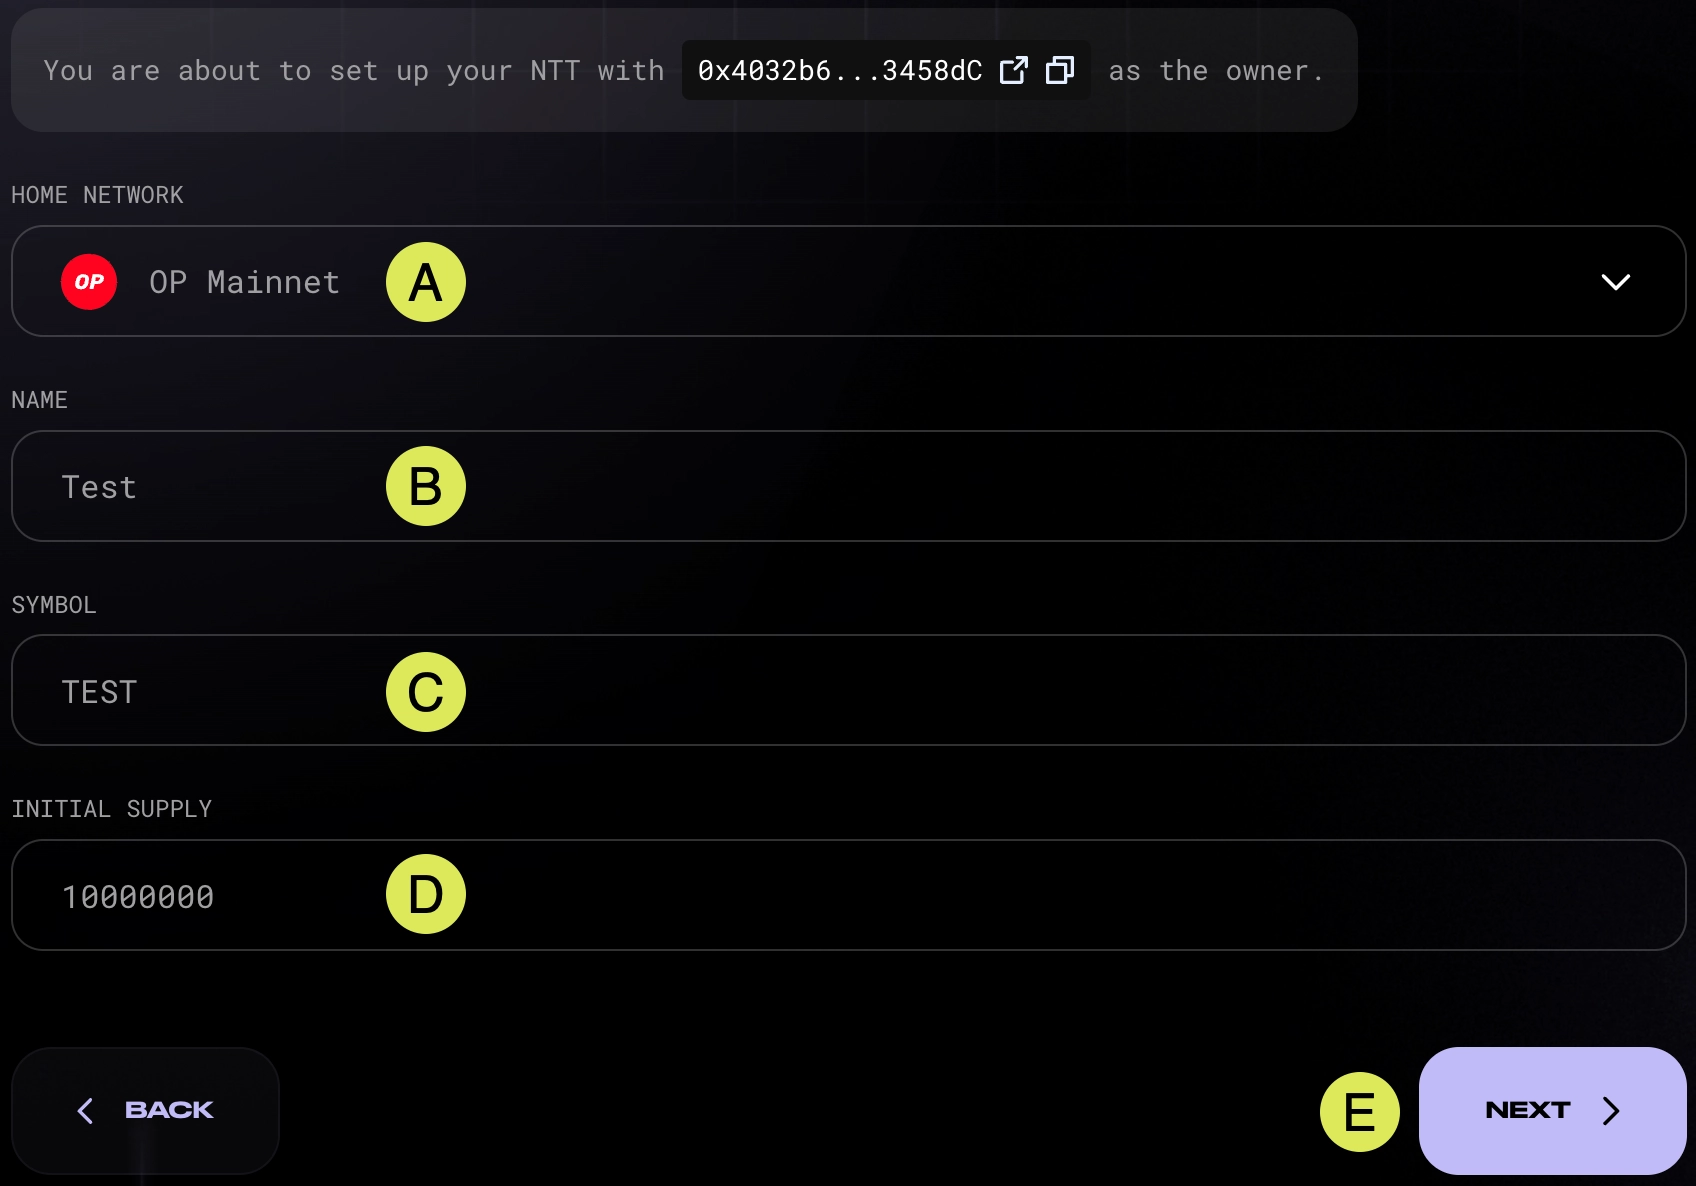 You are about to set up your NTT with 0x4032b6...3458dC as the owner.
HOME NETWORK
OP OP Mainnet A
NAME
Test B
SYMBOL
TEST C
INITIAL SUPPLY
10000000 D
BACK E NEXT